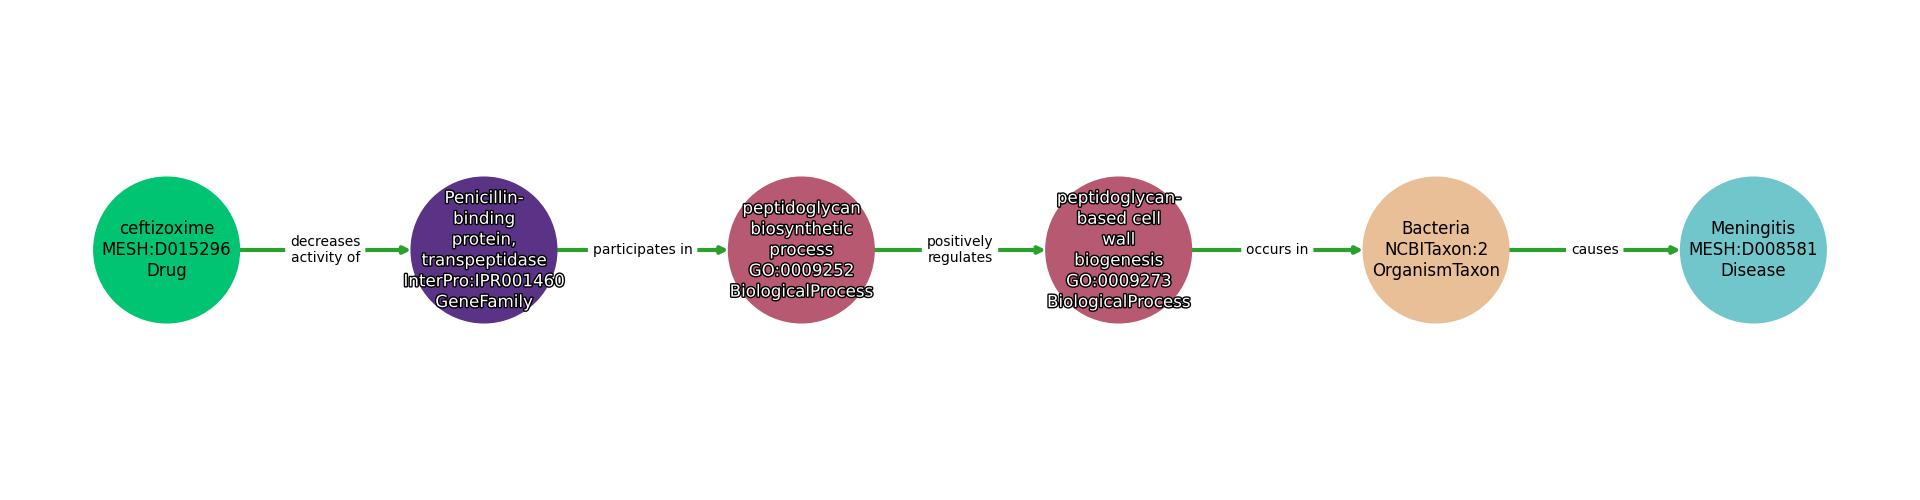 ceftizoxime
MESH:D015296
Drug
decreases
activity of
Penicillin-
binding
protein,
transpeptidase
InterPro:IPR001460
GeneFamily
participates in
peptidoglycan
biosynthetic
process
GO:0009252
BiologicalProcess
positively
regulates
peptidoglycan-
based cell
wall
biogenesis
GO:0009273
BiologicalProcess
occurs in
Bacteria
NCBITaxon:2
OrganismTaxon
causes
Meningitis
MESH:D008581
Disease